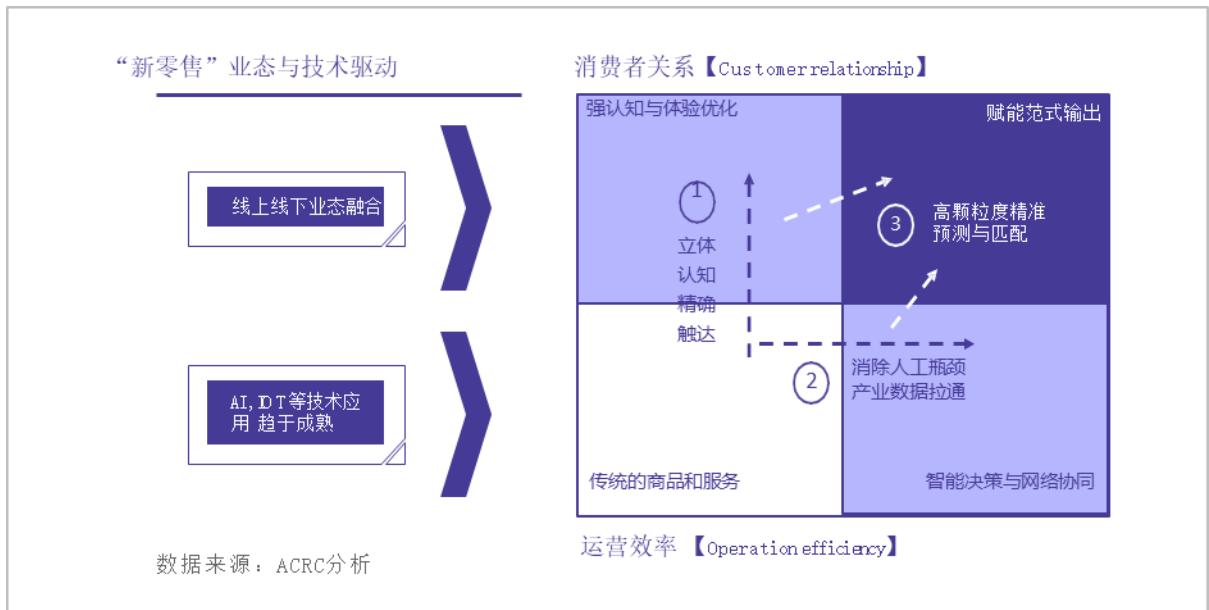 “新零售”业态与技术驱动
线上线下业态融合
AI,IDT等技术应
用 趋于成熟
数据来源：ACRC分析
消费者关系【Customer relationship】
强认知与体验优化
赋能范式输出
1
立体
认知
精确
触达
3
高颗粒度精准
预测与匹配
2
消除人工瓶颈
产业数据拉通
传统的商品和服务
智能决策与网络协同
运营效率【Operation efficiency】